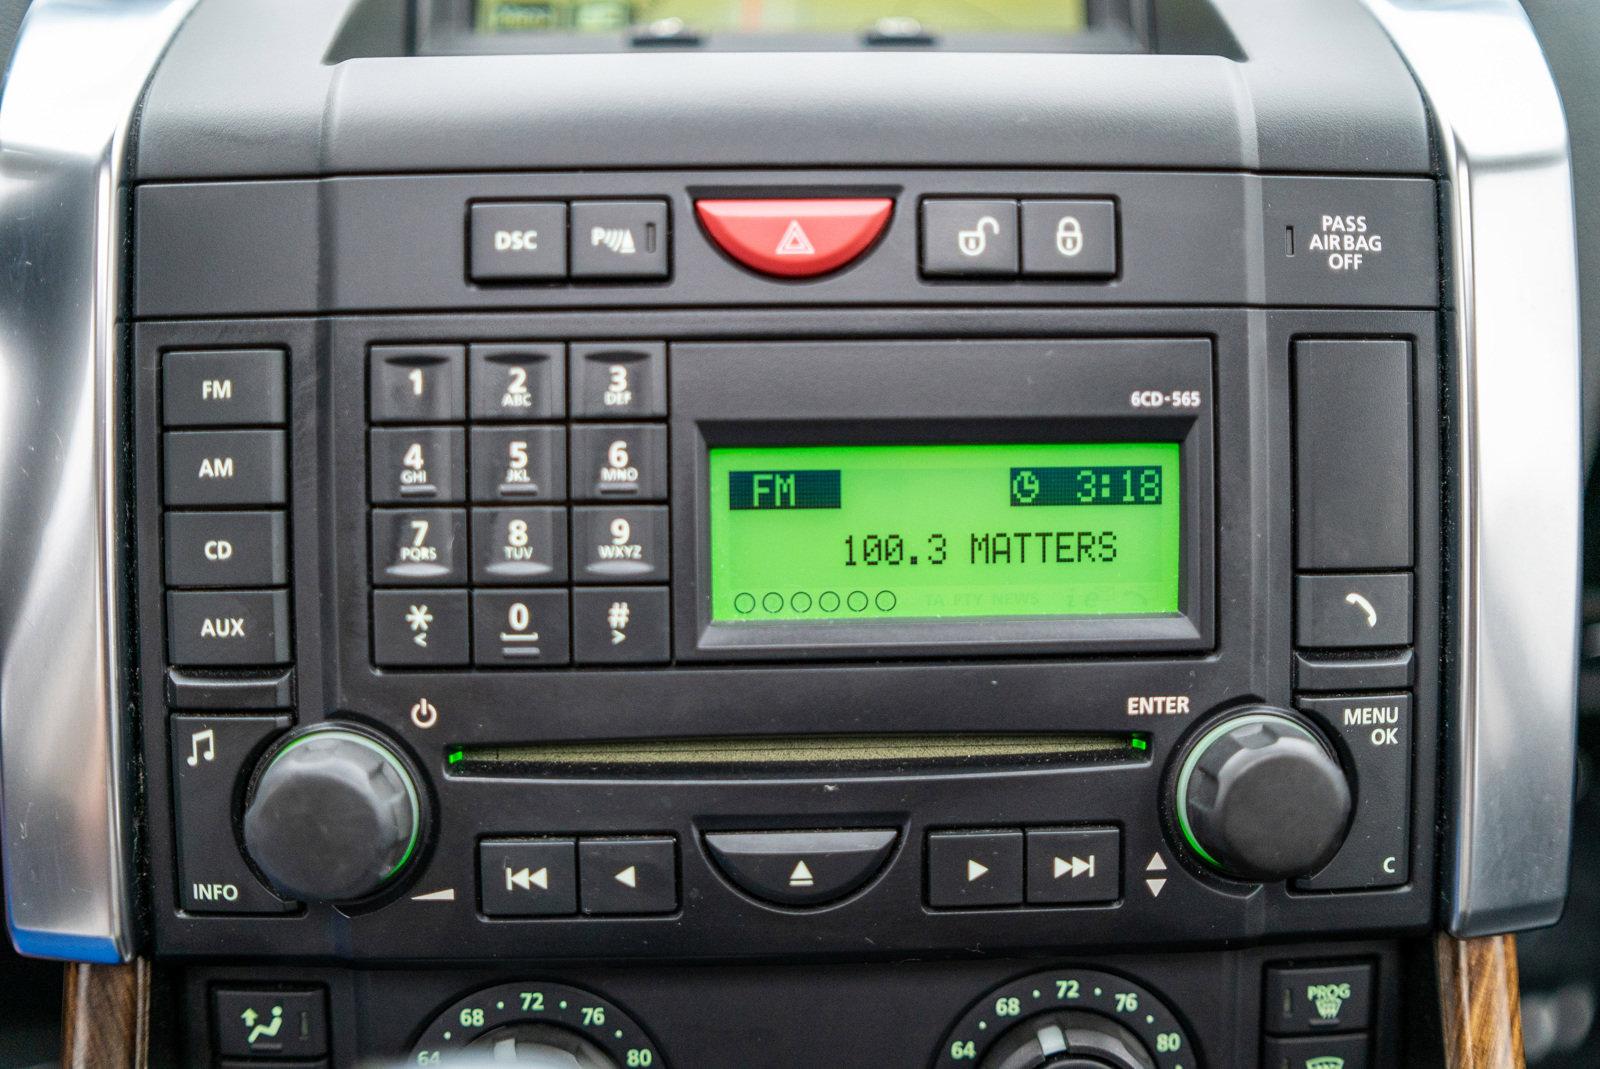 DSC
P
PASS
AIR BAG
OFF
FM
AM
CD
AUX
1
2
ABC
3
DEF
4
GHI
5
JKL
6
MNO
7
PQRS
8
TUV
9
WXYZ
*
<
0
#
>
6CD-565
FM 3:18
100.3 MATTERS
TA PTY NEWS
ENTER
MENU
OK
C
INFO
64 68 72 76 80
64 68 72 76 80
PROG